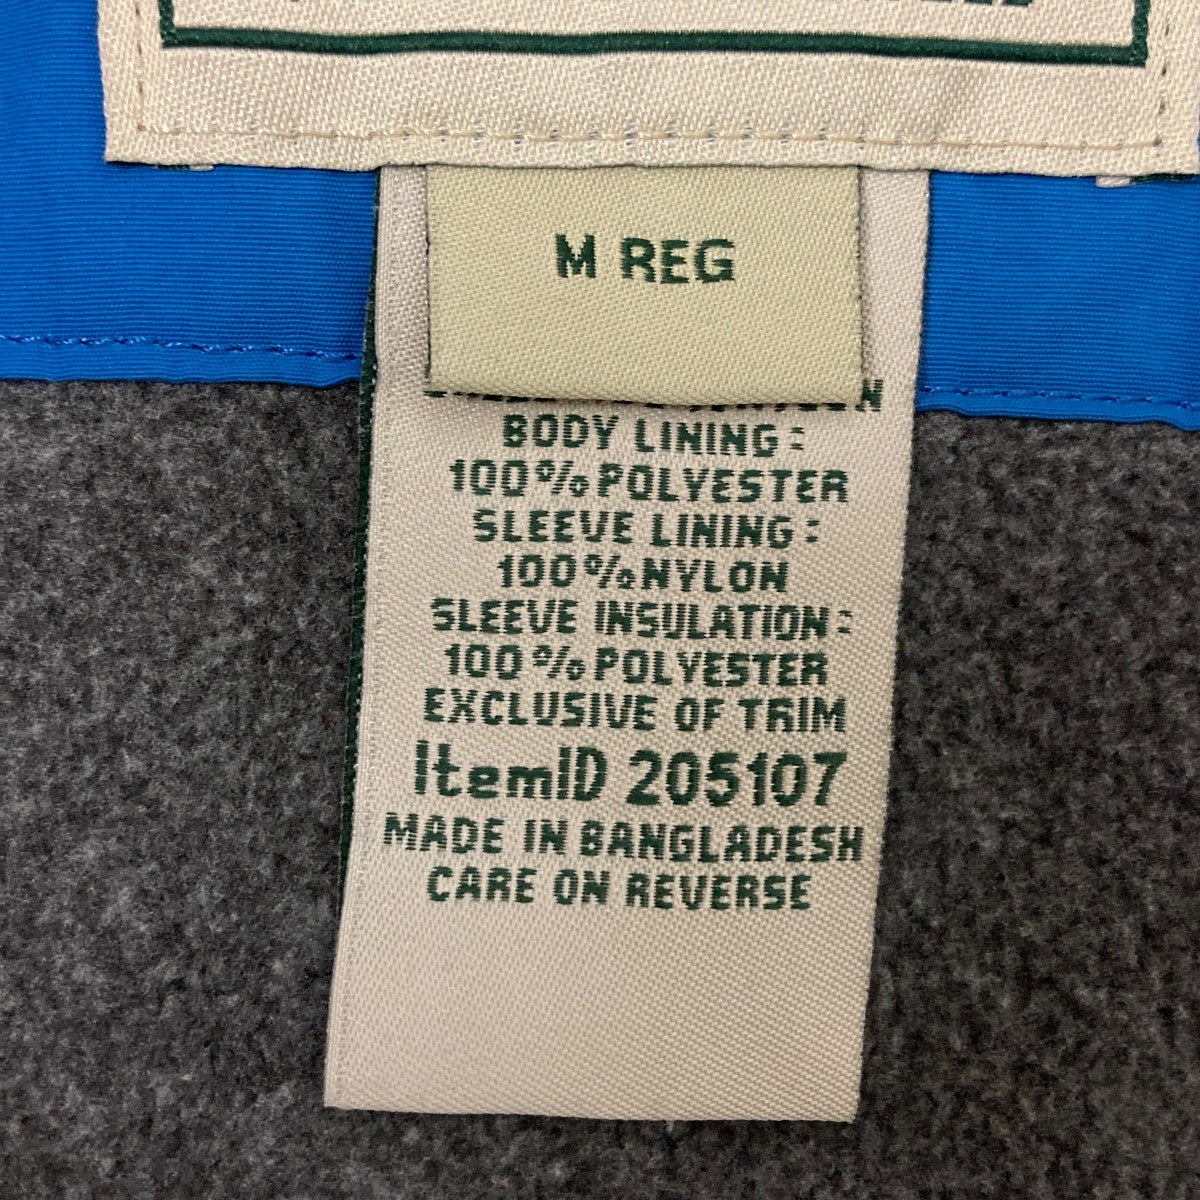 M REG
BODY LINING:
100% POLYESTER
SLEEVE LINING:
100% NYLON
SLEEVE INSULATION:
100% POLYESTER
EXCLUSIVE OF TRIM
ItemID 205107
MADE IN BANGLADESH
CARE ON REVERSE